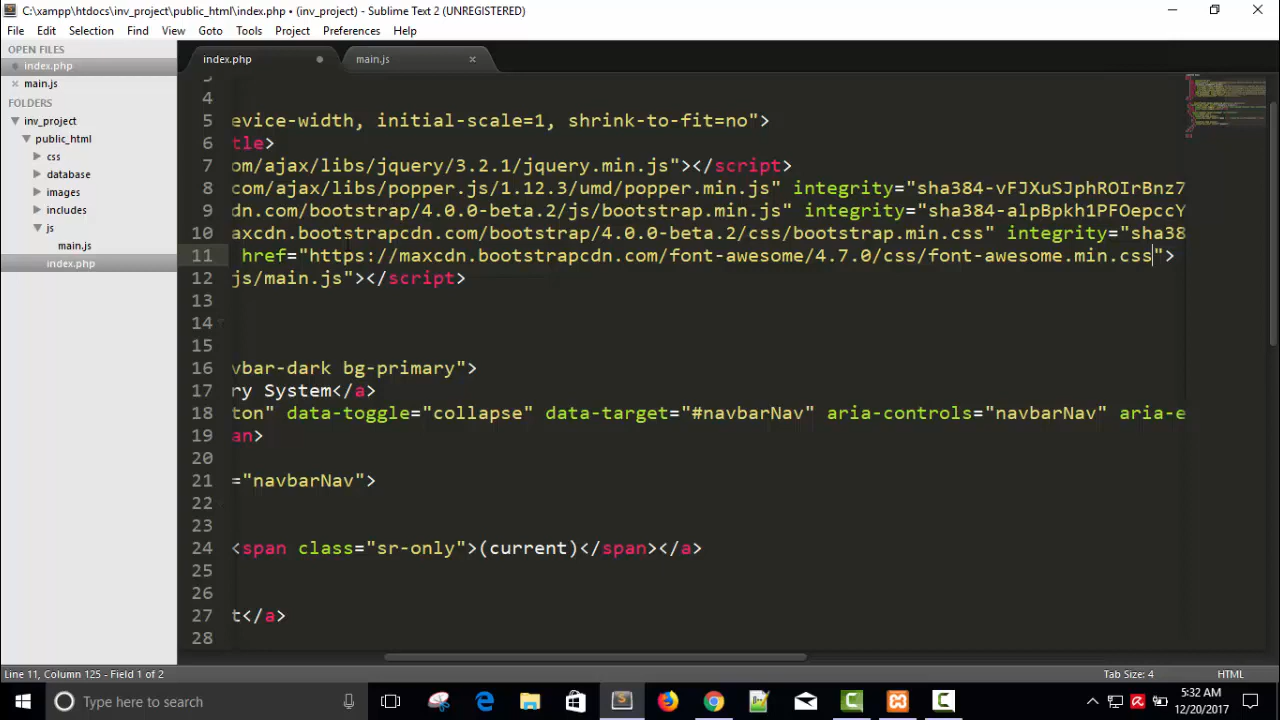 C:\xampp\htdocs\inv_project\public_html\index.php • (inv_project) - Sublime Text 2 (UNREGISTERED)
File Edit Selection Find View Goto Tools Project Preferences Help
OPEN FILES
index.php
main.js
FOLDERS
inv_project
public_html
css
database
images
includes
js
main.js
index.php
index.php main.js
3
4
5 evice-width, initial-scale=1, shrink-to-fit=no">
6 tle>
7 om/ajax/libs/jquery/3.2.1/jquery.min.js"></script>
8 com/ajax/libs/popper.js/1.12.3/umd/popper.min.js" integrity="sha384-vFJXuSJphROIrBnz7
9 dn.com/bootstrap/4.0.0-beta.2/js/bootstrap.min.js" integrity="sha384-alpBpkh1PFOepccY
10 axcdn.bootstrapcdn.com/bootstrap/4.0.0-beta.2/css/bootstrap.min.css" integrity="sha38
11 href="https://maxcdn.bootstrapcdn.com/font-awesome/4.7.0/css/font-awesome.min.css">
12 js/main.js"></script>
13
14
15
16 vbar-dark bg-primary">
17 ry System</a>
18 ton" data-toggle="collapse" data-target="#navbarNav" aria-controls="navbarNav" aria-e
19 an>
20
21 ="navbarNav">
22
24 <span class="sr-only">(current)</span></a>
25
26
27 t</a>
28
Line 11, Column 125 - Field 1 of 2 Tab Size: 4 HTML
Type here to search
5:32 AM
12/20/2017